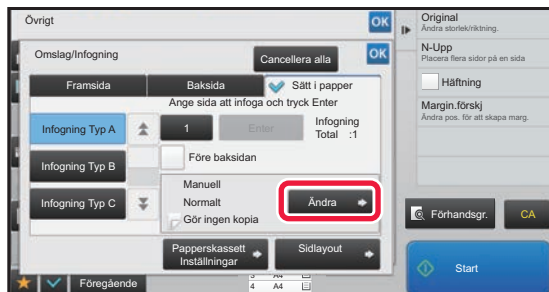 Övrigt
OK
Omslag/Infogning
Cancellera alla
OK
Framsida
Baksida
Sätt i papper
Ange sida att infoga och tryck Enter
Infogning Typ A
1
Enter
Infogning
Total :1
Infogning Typ B
Före baksidan
Infogning Typ C
Manuell
Normalt
Gör ingen kopia
Ändra
Papperskassett
Inställningar
Sidlayout
Föregående
3 A4
4 A4
Original
Ändra storlek/riktning.
N-Upp
Placera flera sidor på en sida
Häftning
Margin.förskj
Ändra pos. för att skapa marg.
Förhandsgr.
CA
Start